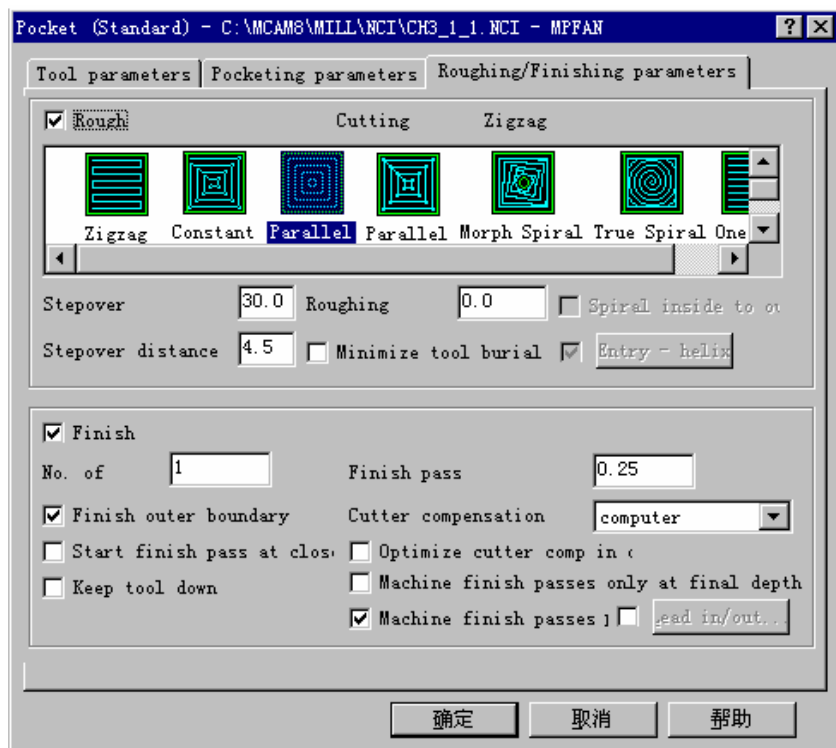 Pocket (Standard) - C:\MCAM8\MILL\NCI\CH3_1_1.NCI - MPFAN
Tool parameters Pocketing parameters Roughing/Finishing parameters
Rough Cutting Zigzag
Zigzag Constant Parallel Parallel Morph Spiral True Spiral One
Stepover 30.0 Roughing 0.0 Spiral inside to
Stepover distance 4.5 Minimize tool burial Entry - helix
Finish
No. of 1 Finish pass 0.25
Finish outer boundary Cutter compensation computer
Start finish pass at clos Optimize cutter comp in
Keep tool down Machine finish passes only at final depth
Machine finish passes ead in/out...
确定 取消 帮助